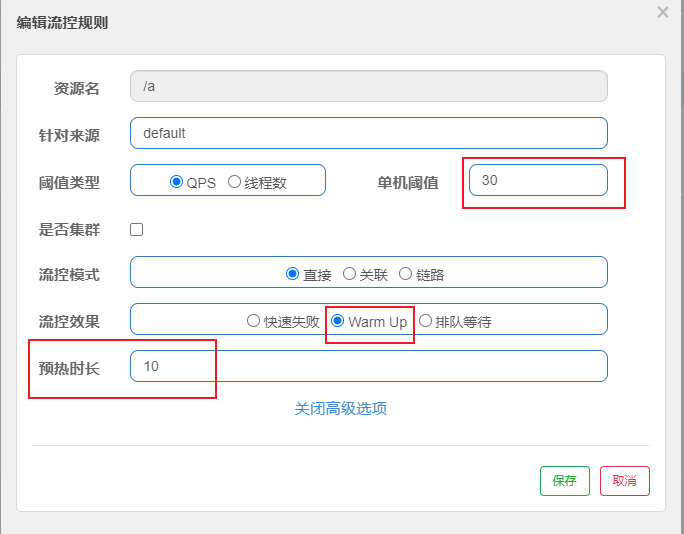 编辑流控规则 ×
资源名 /a
针对来源 default
阈值类型 QPS 线程数 单机阈值 30
是否集群
流控模式 直接 关联 链路
流控效果 快速失败 Warm Up 排队等待
预热时长 10
关闭高级选项
保存 取消